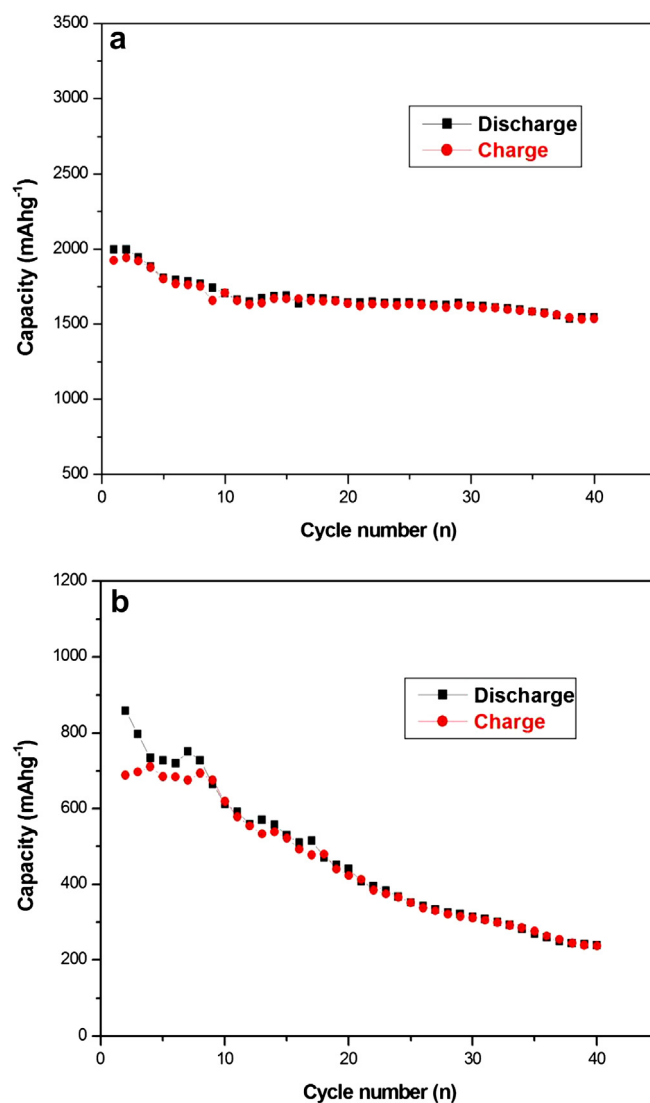 a
3500
3000
2500
2000
1500
1000
500
Capacity (mAhg⁻¹)
Discharge
Charge
0 10 20 30 40
Cycle number (n)
b
1200
1000
800
600
400
200
0
Capacity (mAhg⁻¹)
Discharge
Charge
0 10 20 30 40
Cycle number (n)